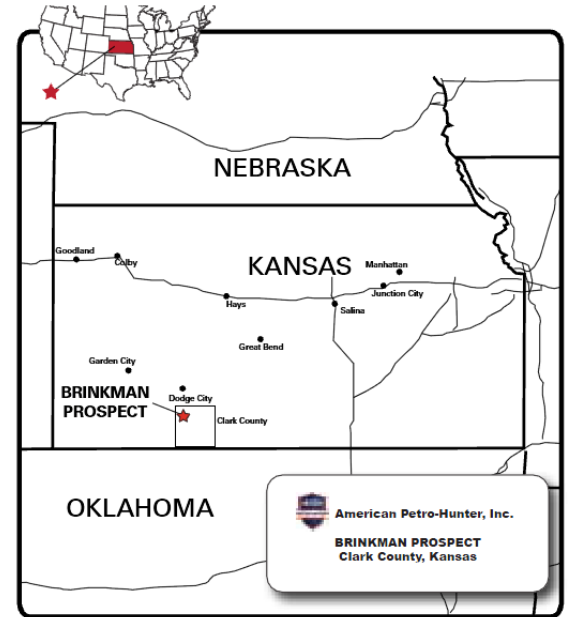 NEBRASKA
Goodland
Colby
KANSAS
Manhattan
Junction City
Hays
Salina
Great Bend
Garden City
BRINKMAN
PROSPECT
Dodge City
Clark County
OKLAHOMA
American Petro-Hunter, Inc.
BRINKMAN PROSPECT
Clark County, Kansas